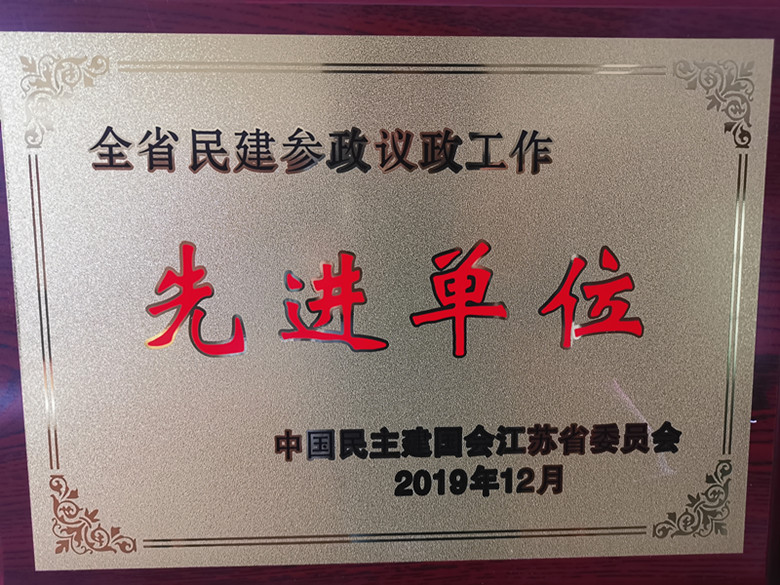 全省民建参政议政工作
先进单位
中国民主建国会江苏省委员会
2019年12月